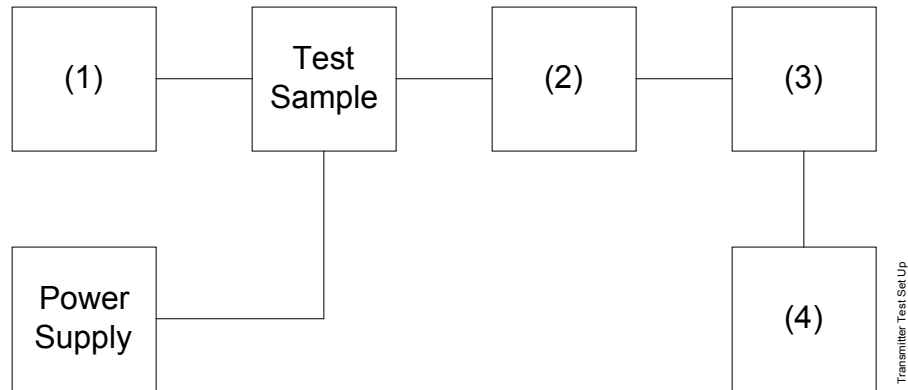 (1)
Test
Sample
(2)
(3)
Power
Supply
(4)
Transmitter Test Set Up